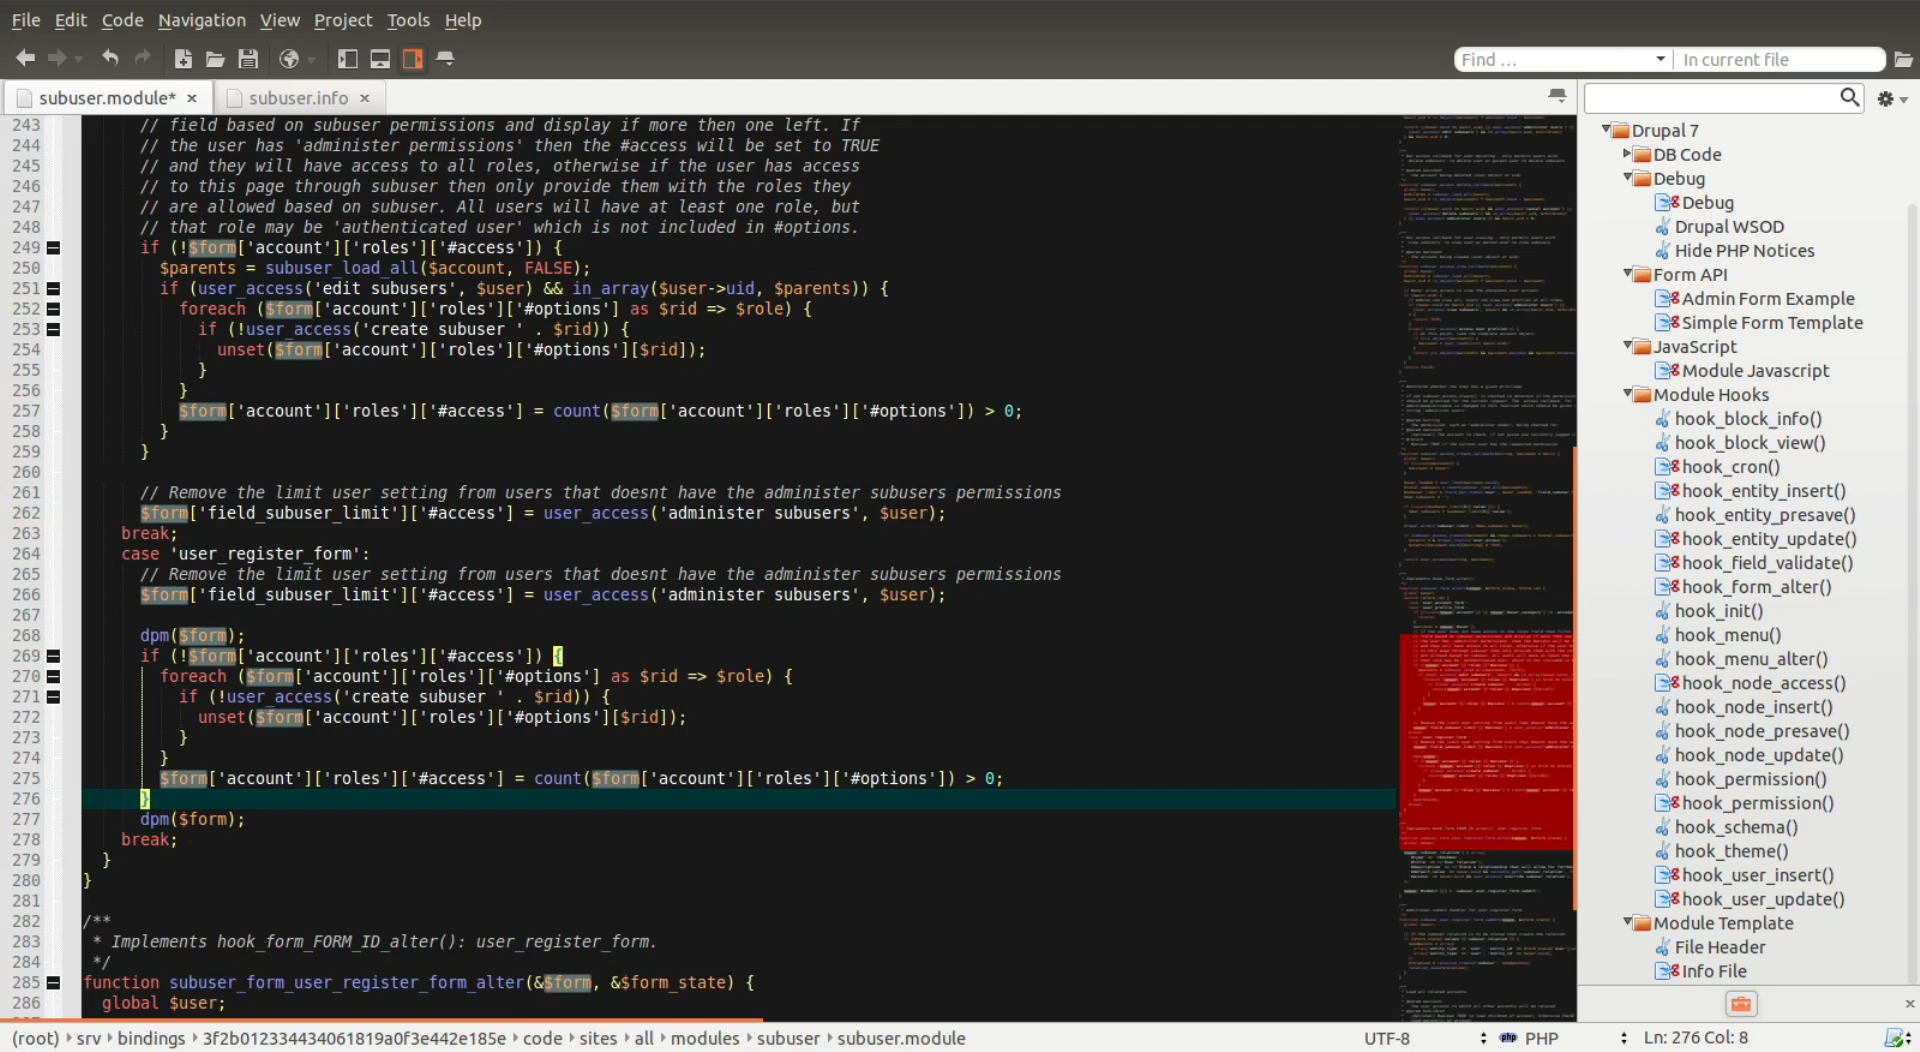 File Edit Code Navigation View Project Tools Help
Find ... In current file
subuser.module* × subuser.info ×
243 // field based on subuser permissions and display if more then one left. If
244 // the user has 'administer permissions' then the #access will be set to TRUE
245 // and they will have access to all roles, otherwise if the user has access
246 // to this page through subuser then only provide them with the roles they
247 // are allowed based on subuser. All users will have at least one role, but
248 // that role may be 'authenticated user' which is not included in #options.
249 if (!$form['account']['roles']['#access']) {
250 $parents = subuser_load_all($account, FALSE);
251 if (user_access('edit subusers', $user) && in_array($user->uid, $parents)) {
252 foreach ($form['account']['roles']['#options'] as $rid => $role) {
253 if (!user_access('create subuser ' . $rid)) {
254 unset($form['account']['roles']['#options'][$rid]);
255 }
256 }
257 $form['account']['roles']['#access'] = count($form['account']['roles']['#options']) > 0;
258 }
259 }
260
261 // Remove the limit user setting from users that doesnt have the administer subusers permissions
262 $form['field_subuser_limit']['#access'] = user_access('administer subusers', $user);
263 break;
264 case 'user_register_form':
265 // Remove the limit user setting from users that doesnt have the administer subusers permissions
266 $form['field_subuser_limit']['#access'] = user_access('administer subusers', $user);
267
268 dpm($form);
269 if (!$form['account']['roles']['#access']) {
270 foreach ($form['account']['roles']['#options'] as $rid => $role) {
271 if (!user_access('create subuser ' . $rid)) {
272 unset($form['account']['roles']['#options'][$rid]);
273 }
274 }
275 $form['account']['roles']['#access'] = count($form['account']['roles']['#options']) > 0;
276 }
277 dpm($form);
278 break;
279 }
280 }
281
282 /**
283 * Implements hook_form_FORM_ID_alter(): user_register_form.
284 */
285 function subuser_form_user_register_form_alter(&$form, &$form_state) {
286 global $user;
Drupal 7
DB Code
Debug
Debug
Drupal WSOD
Hide PHP Notices
Form API
Admin Form Example
Simple Form Template
JavaScript
Module Javascript
Module Hooks
hook_block_info()
hook_block_view()
hook_cron()
hook_entity_insert()
hook_entity_presave()
hook_entity_update()
hook_field_validate()
hook_form_alter()
hook_init()
hook_menu()
hook_menu_alter()
hook_node_access()
hook_node_insert()
hook_node_presave()
hook_node_update()
hook_permission()
hook_permission()
hook_schema()
hook_theme()
hook_user_insert()
hook_user_update()
Module Template
File Header
Info File
(root) srv bindings 3f2b012334434061819a0f3e442e185e code sites all modules subuser subuser.module UTF-8 php PHP Ln: 276 Col: 8